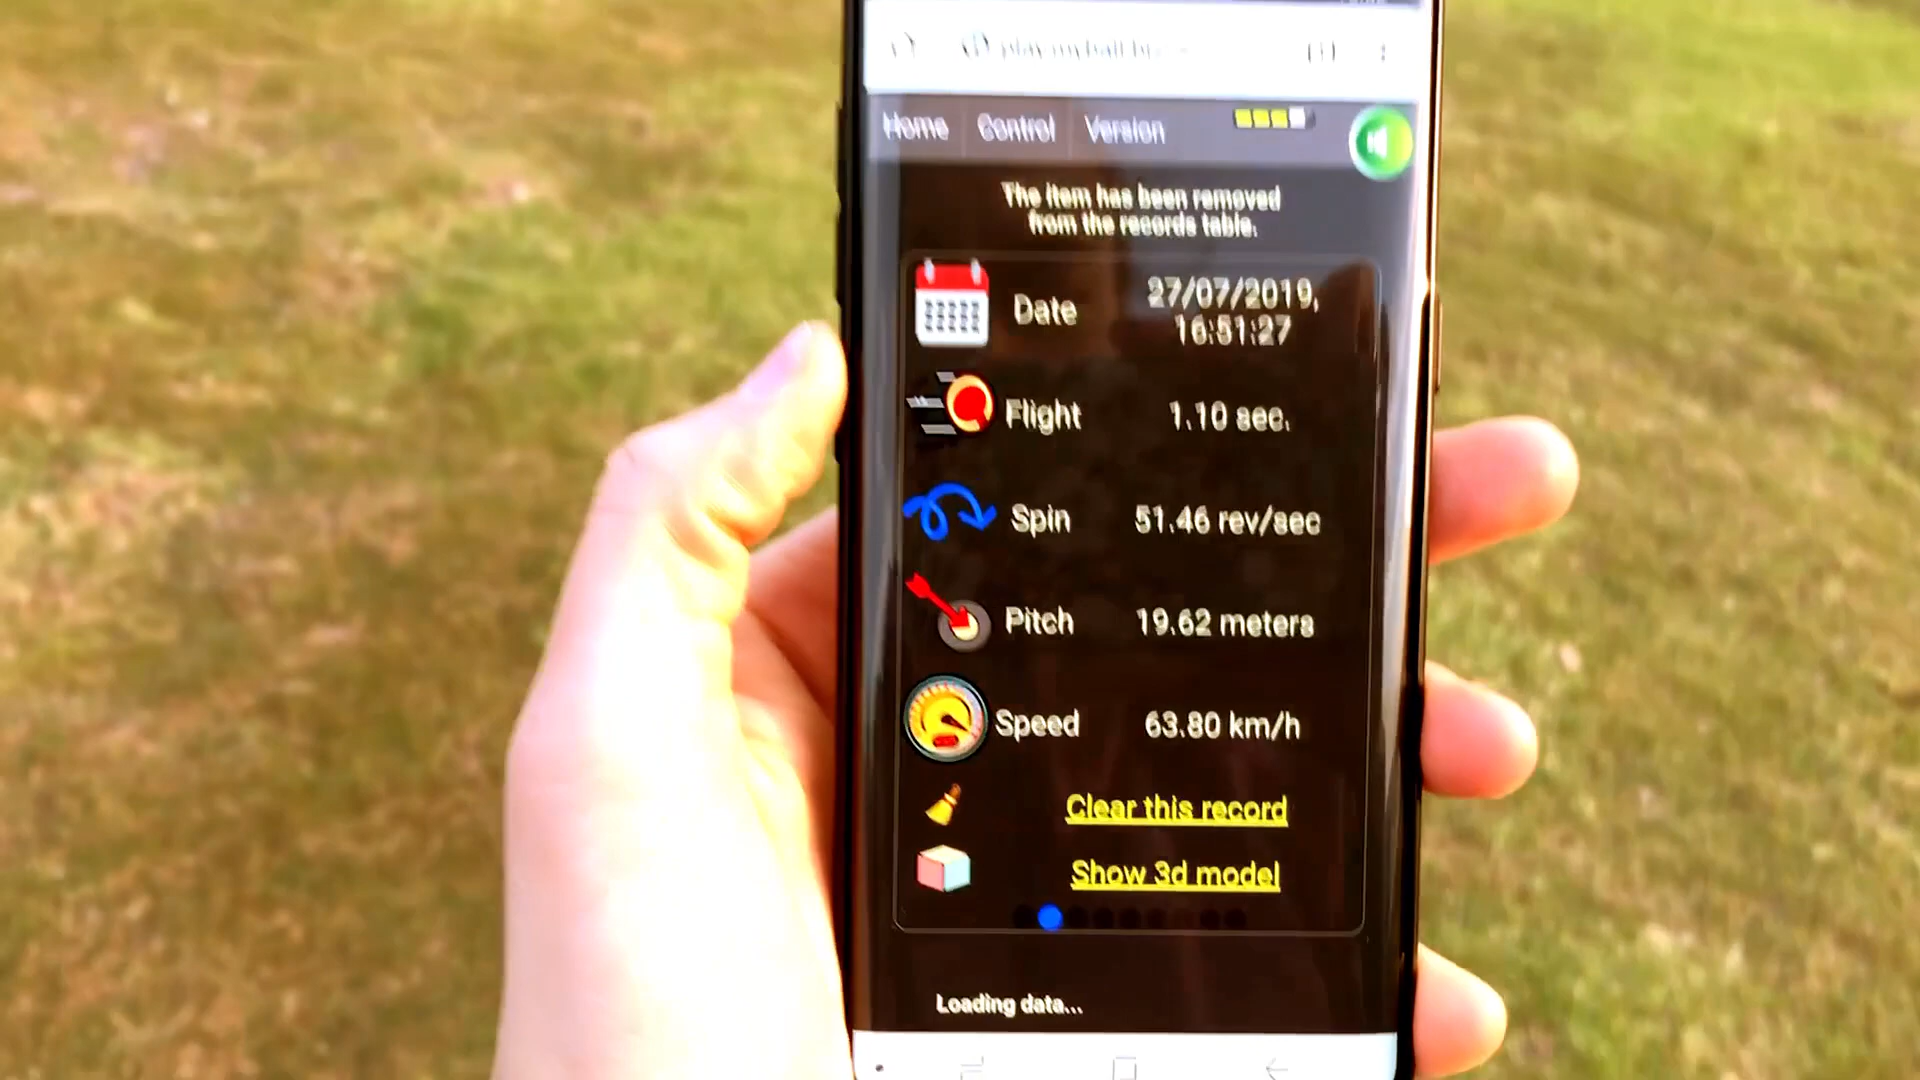 Home Control Version
The item has been removed
from the records table.
Date 27/07/2019,
16:51:27
Flight 1.10 sec.
Spin 51.46 rev/sec
Pitch 19.62 meters
Speed 63.80 km/h
Clear this record
Show 3d model
Loading data...